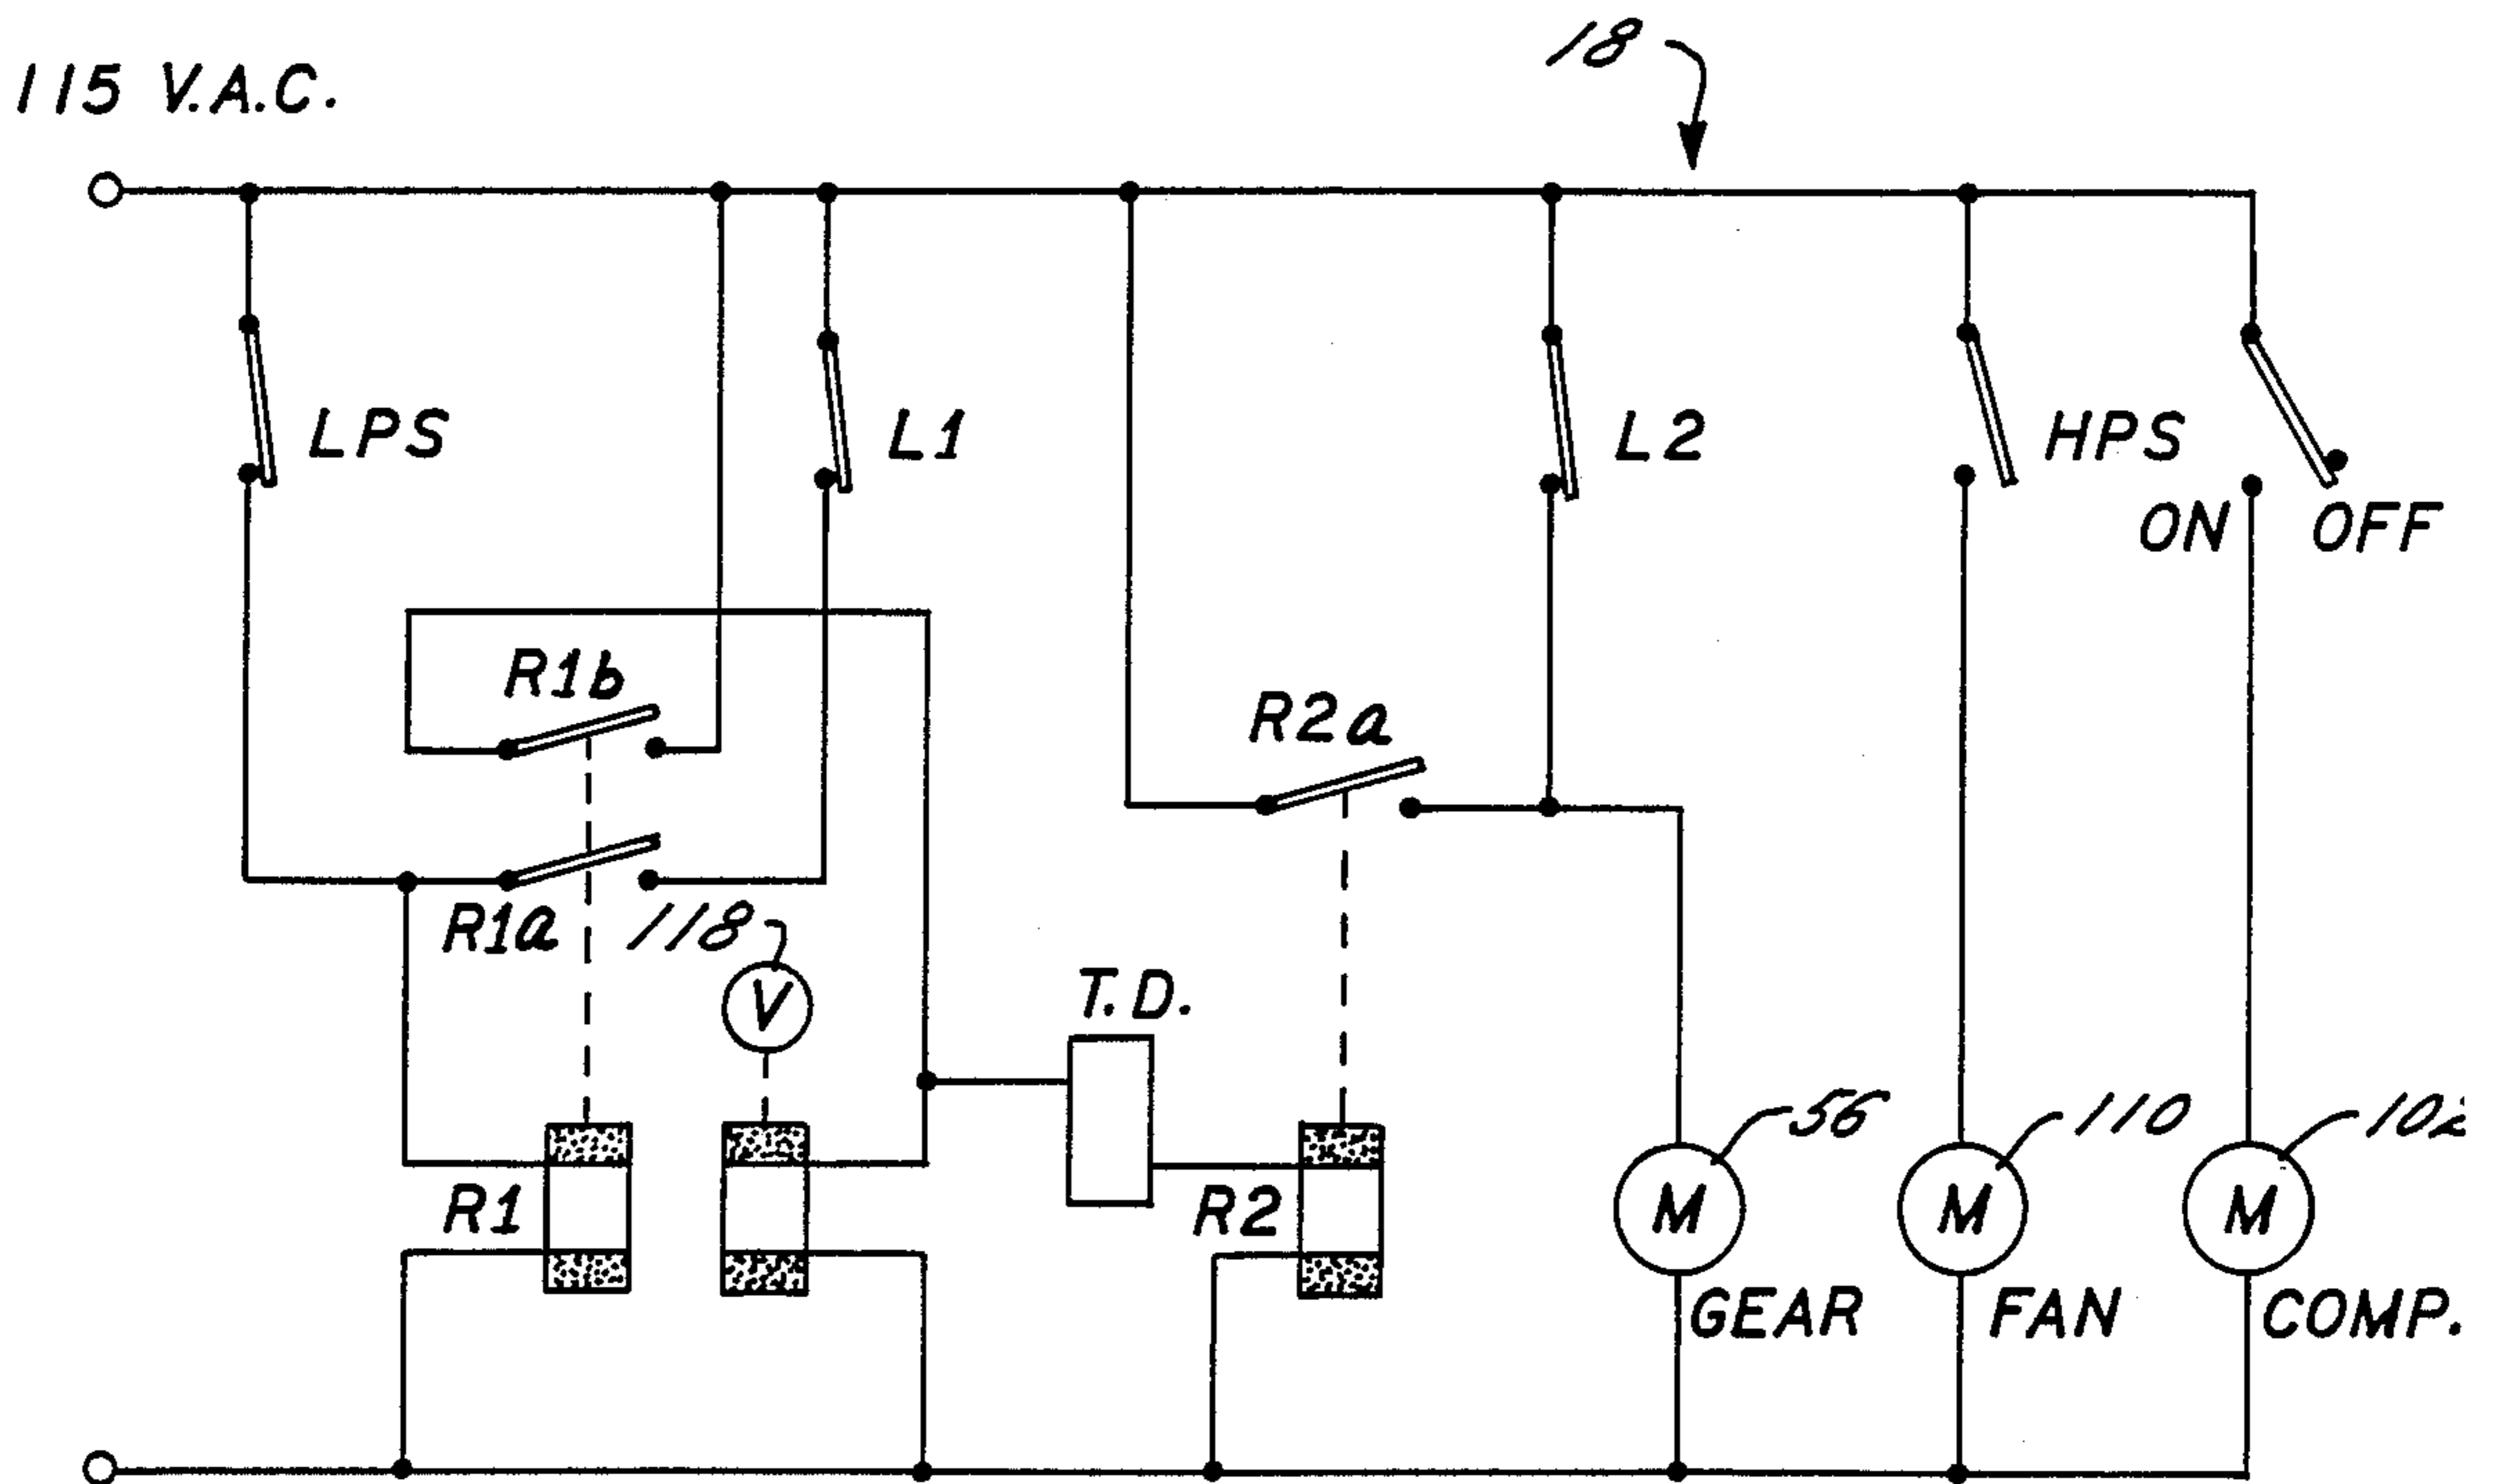 18
115 V.A.C.
LPS
L1
L2
HPS
ON
OFF
R1b
R2a
R1a
118
V
T.D.
56
110
R1
R2
M
M
M
GEAR
FAN
COMP.